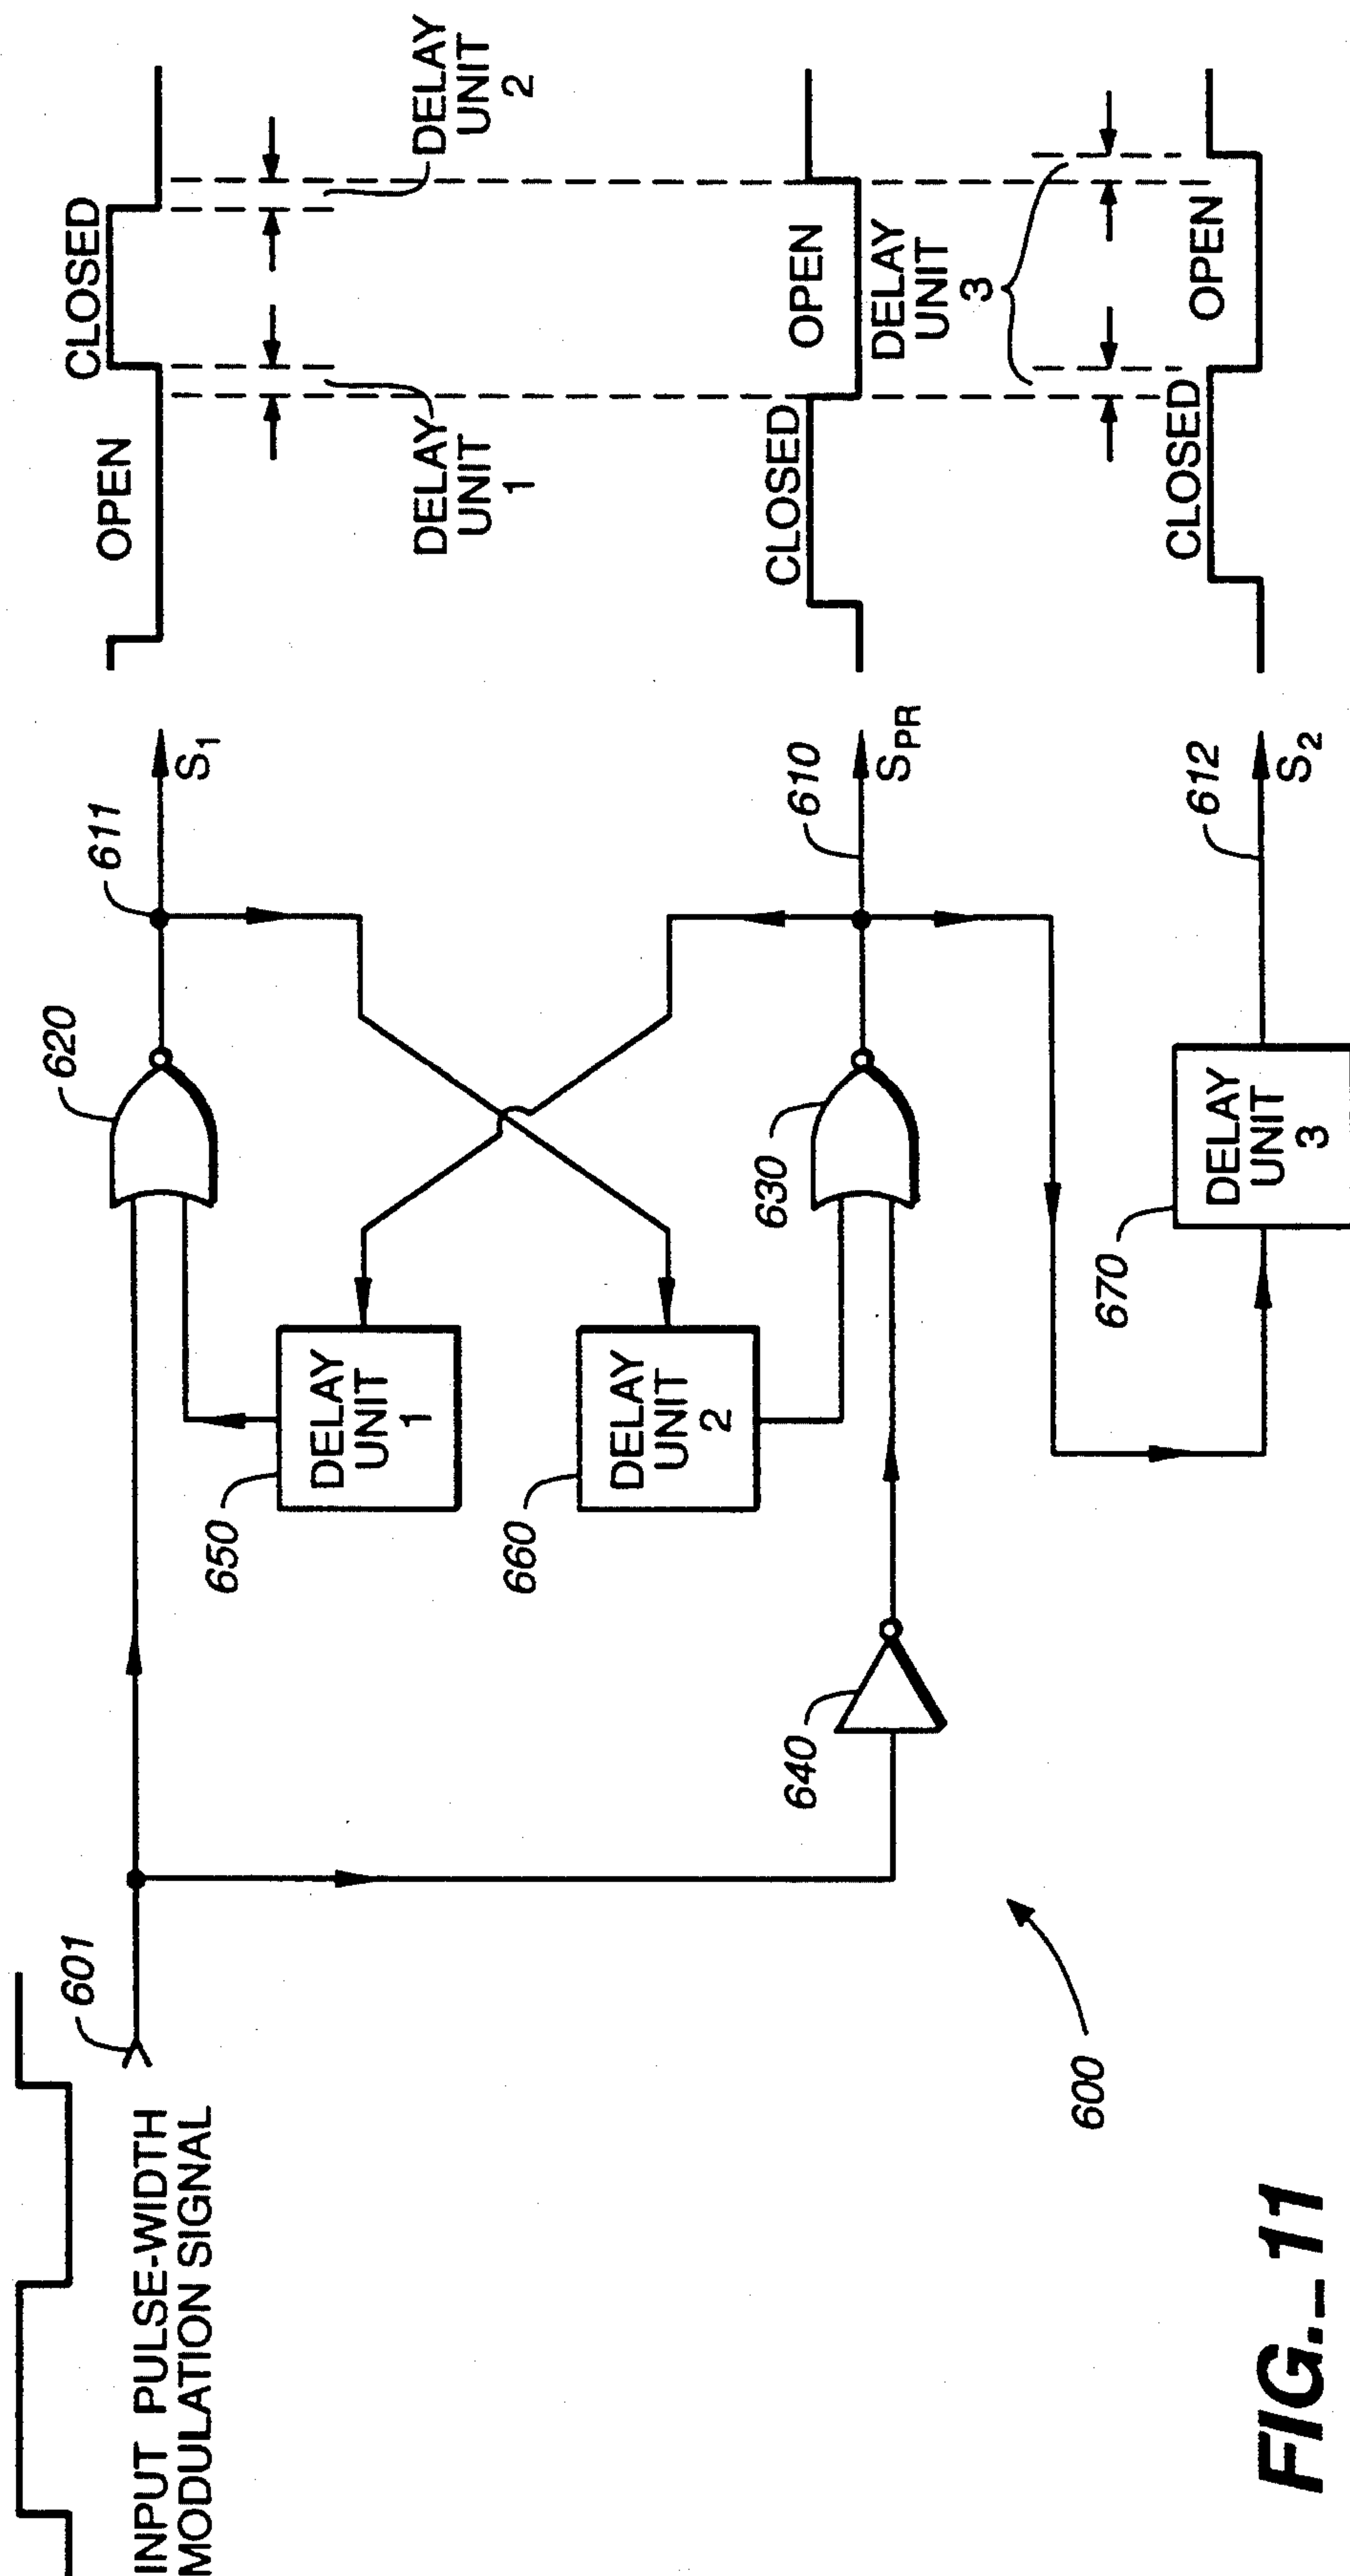 INPUT PULSE-WIDTH
MODULATION SIGNAL
601
620
611
S1
OPEN
CLOSED
650
DELAY
UNIT
1
DELAY
UNIT
1
DELAY
UNIT
2
660
DELAY
UNIT
2
640
630
610
SPR
CLOSED
OPEN
DELAY
UNIT
3
670
DELAY
UNIT
3
612
S2
CLOSED
OPEN
600
FIG._11